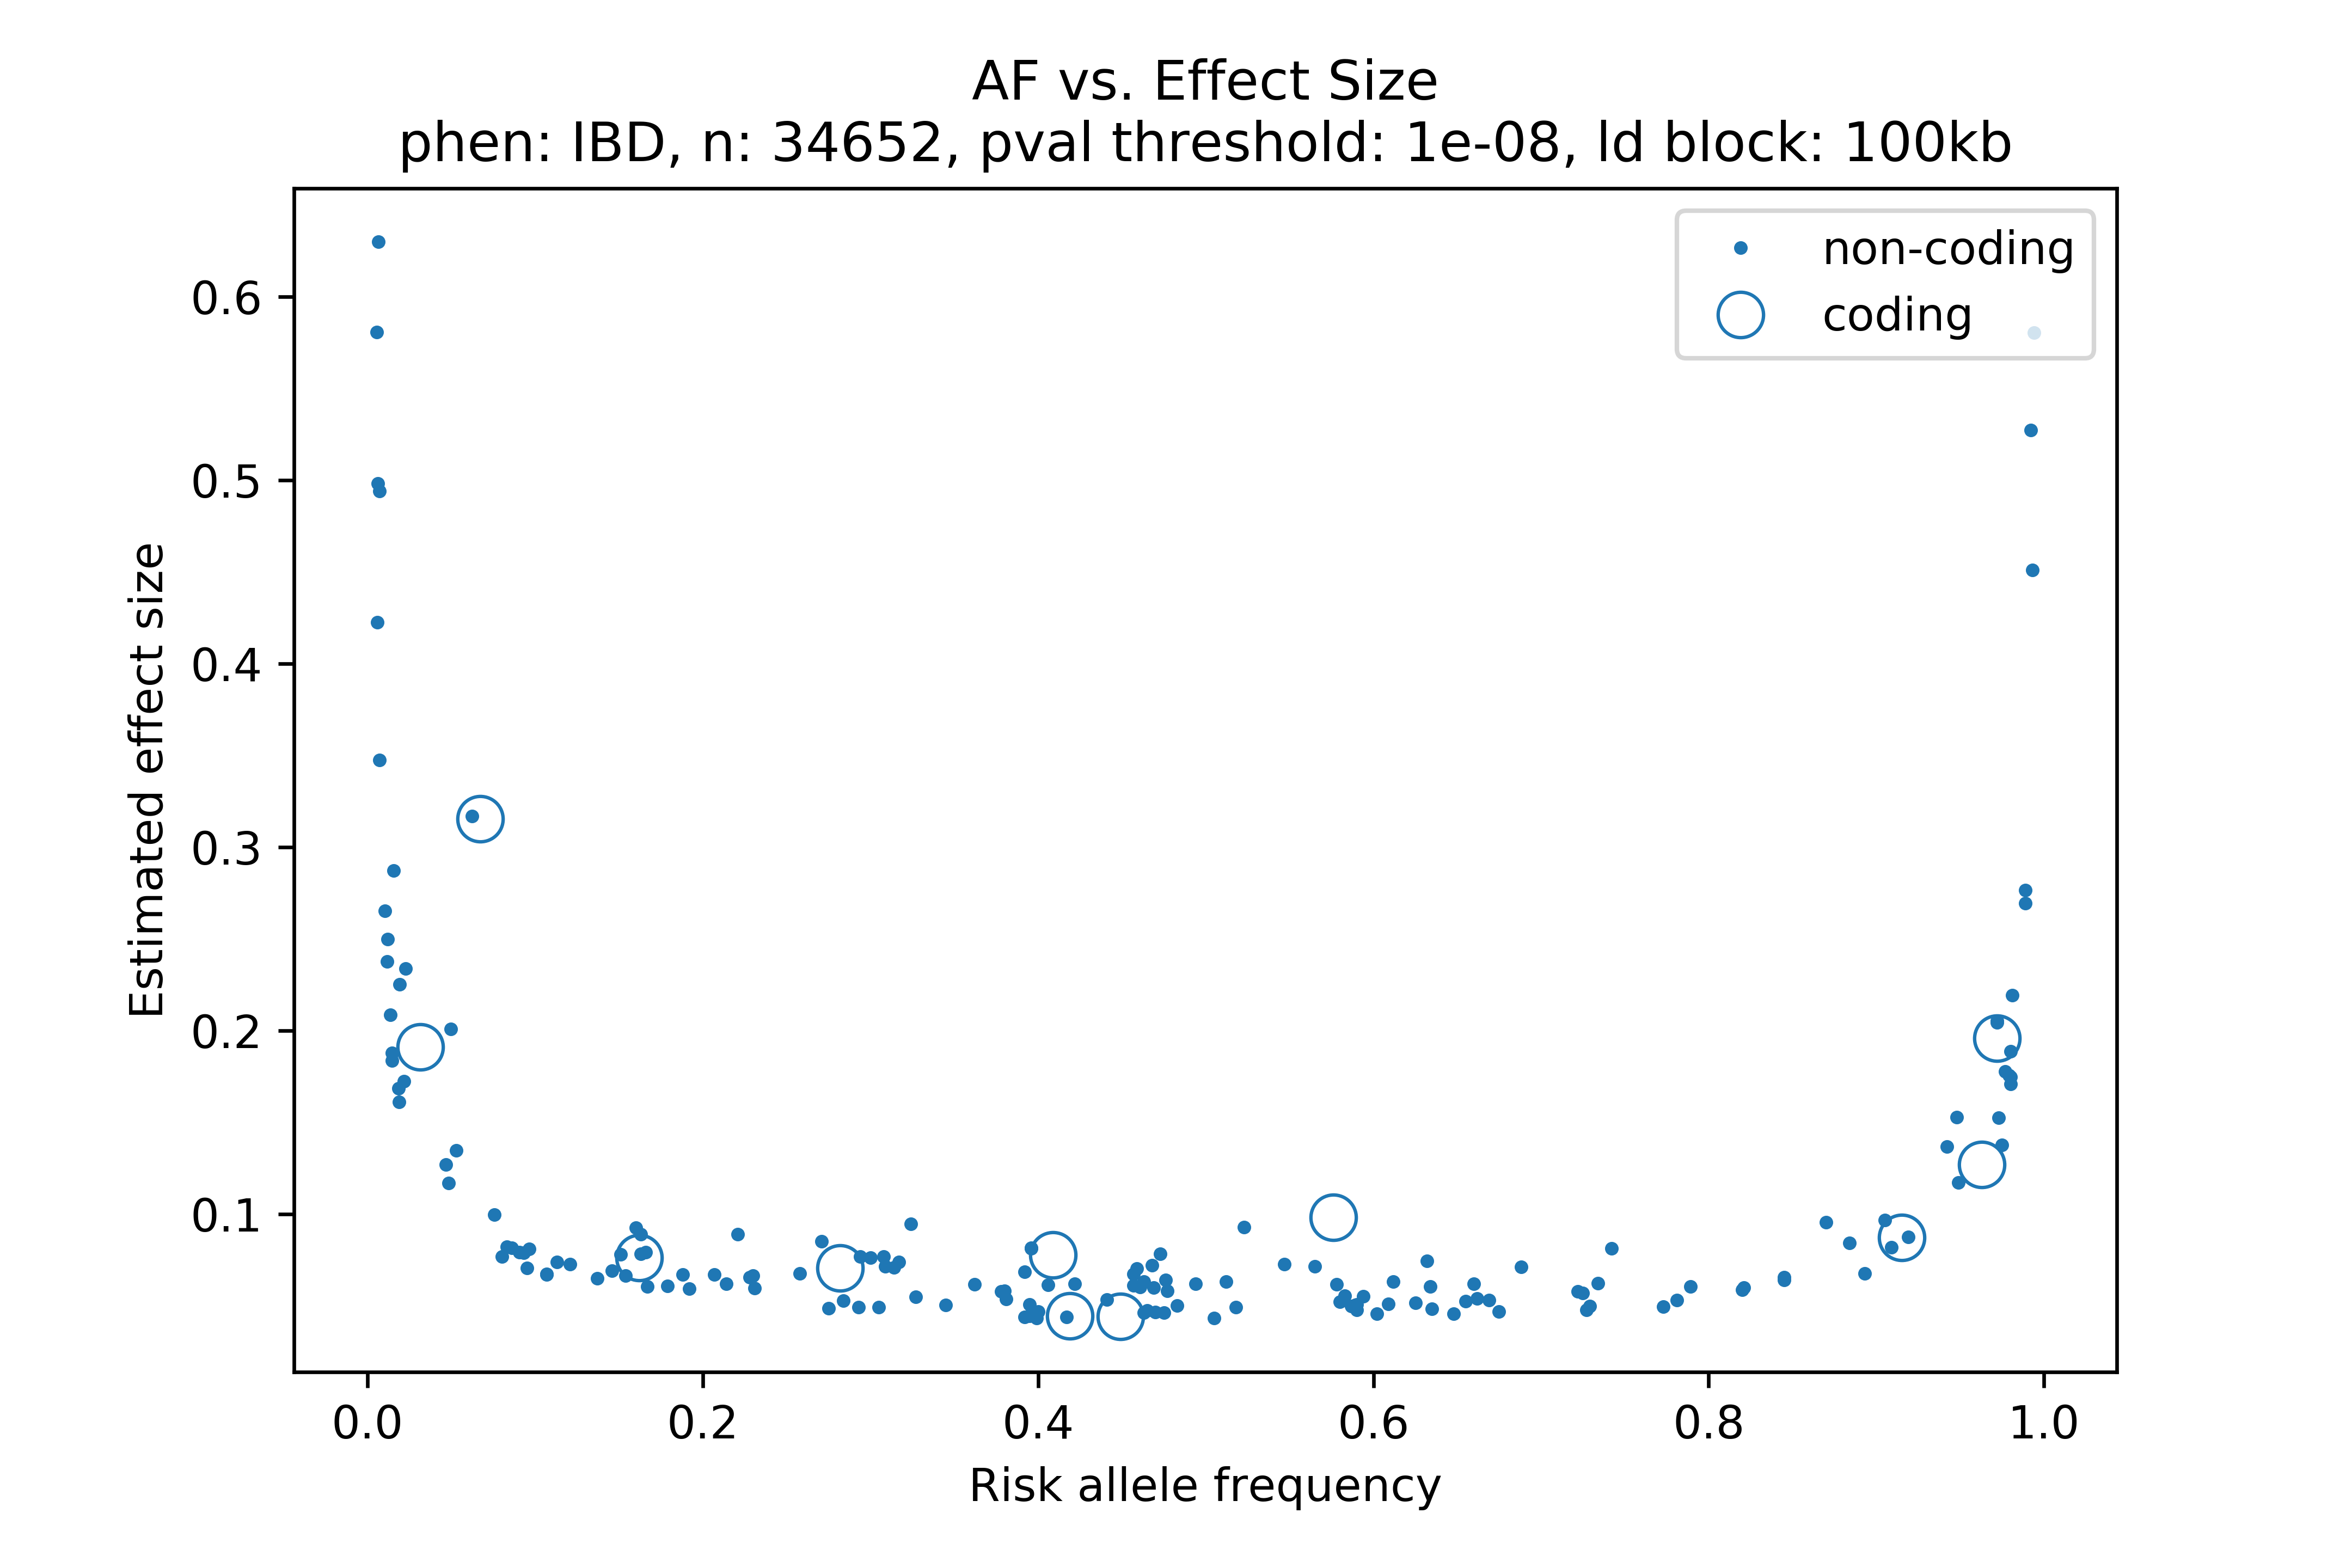 AF vs. Effect Size
phen: IBD, n: 34652, pval threshold: 1e-08, ld block: 100kb
non-coding
coding
0.6
0.5
0.4
0.3
0.2
0.1
Estimated effect size
0.0 0.2 0.4 0.6 0.8 1.0
Risk allele frequency